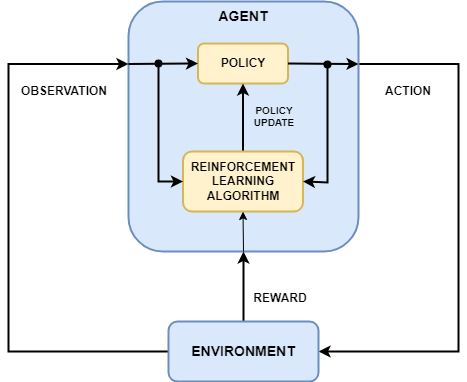 AGENT
POLICY
OBSERVATION
ACTION
POLICY
UPDATE
REINFORCEMENT
LEARNING
ALGORITHM
REWARD
ENVIRONMENT